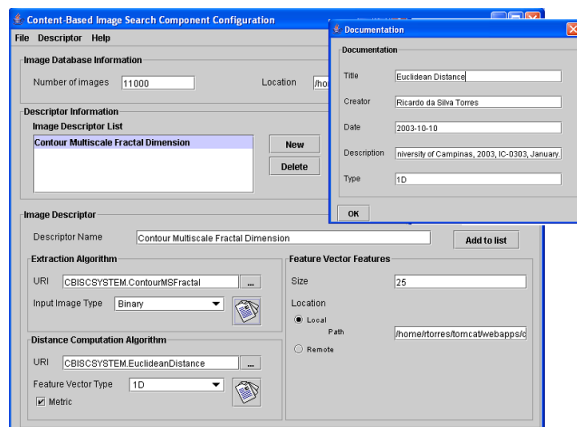 Content-Based Image Search Component Configuration
File Descriptor Help
Image Database Information
Number of images 11000 Location
Descriptor Information
Image Descriptor List
Contour Multiscale Fractal Dimension
New
Delete
Image Descriptor
Descriptor Name Contour Multiscale Fractal Dimension Add to list
Extraction Algorithm
URI CBISCSYSTEM.ContourMSFractal ...
Input Image Type Binary
Distance Computation Algorithm
URI CBISCSYSTEM.EuclideanDistance ...
Feature Vector Type 1D
Metric
Feature Vector Features
Size 25
Location
Local
Path /home/rtorres/tomcat/webapps/c
Remote
Documentation
Documentation
Title Euclidean Distance
Creator Ricardo da Silva Torres
Date 2003-10-10
Description niversity of Campinas, 2003, IC-0303, January
Type 1D
OK